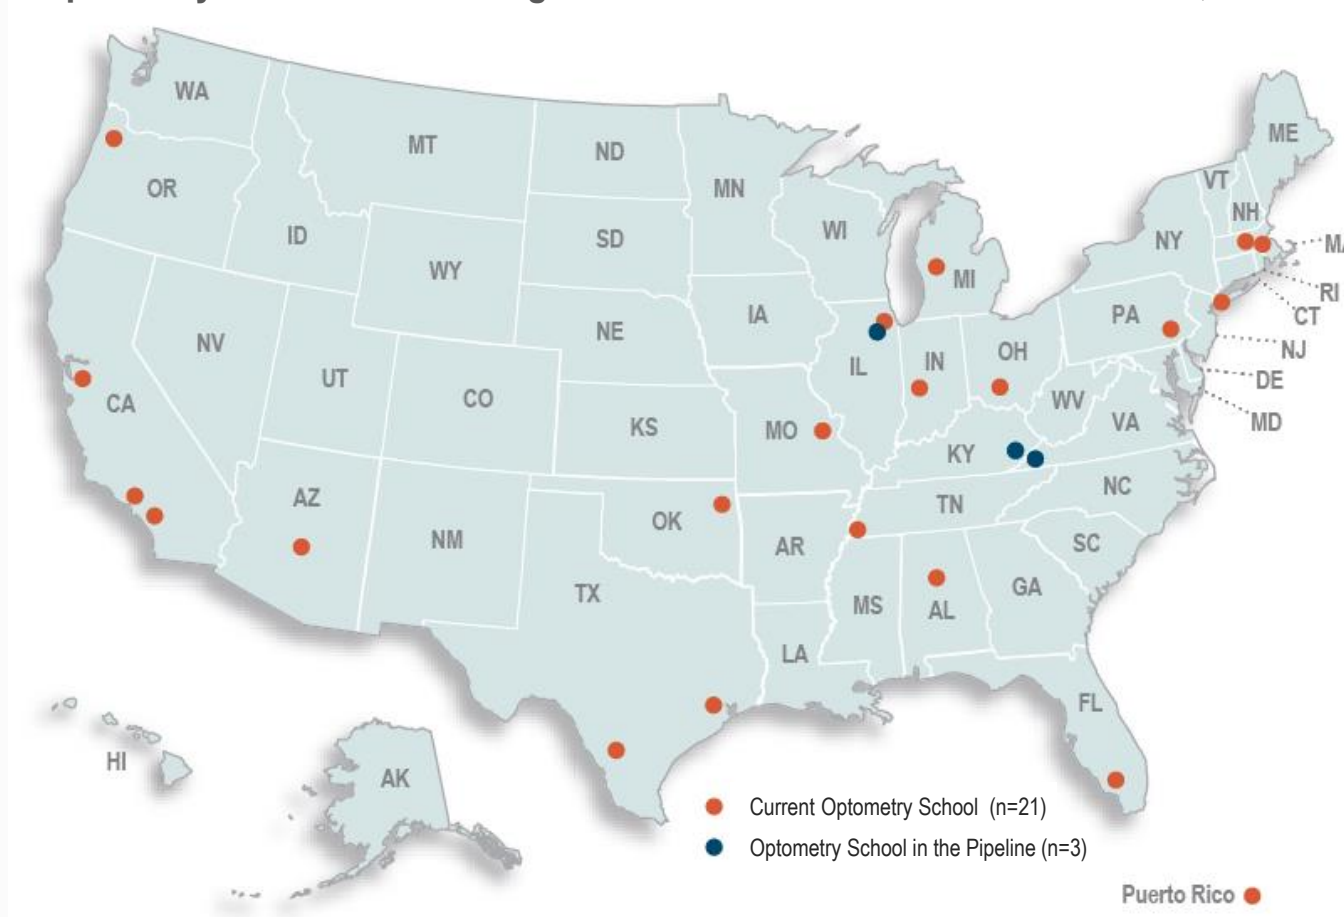 WA
ME
MT
ND
VT
OR
MN
NH
ID
SD
WI
NY
WY
MI
RI
IA
PA
CT
NE
NV
OH
NJ
IL
IN
UT
DE
CO
CA
WV
MD
KS
MO
VA
KY
NC
AZ
TN
OK
NM
AR
SC
TX
GA
MS
AL
LA
FL
HI
AK
Current Optometry School (n=21)
Optometry School in the Pipeline (n=3)
Puerto Rico